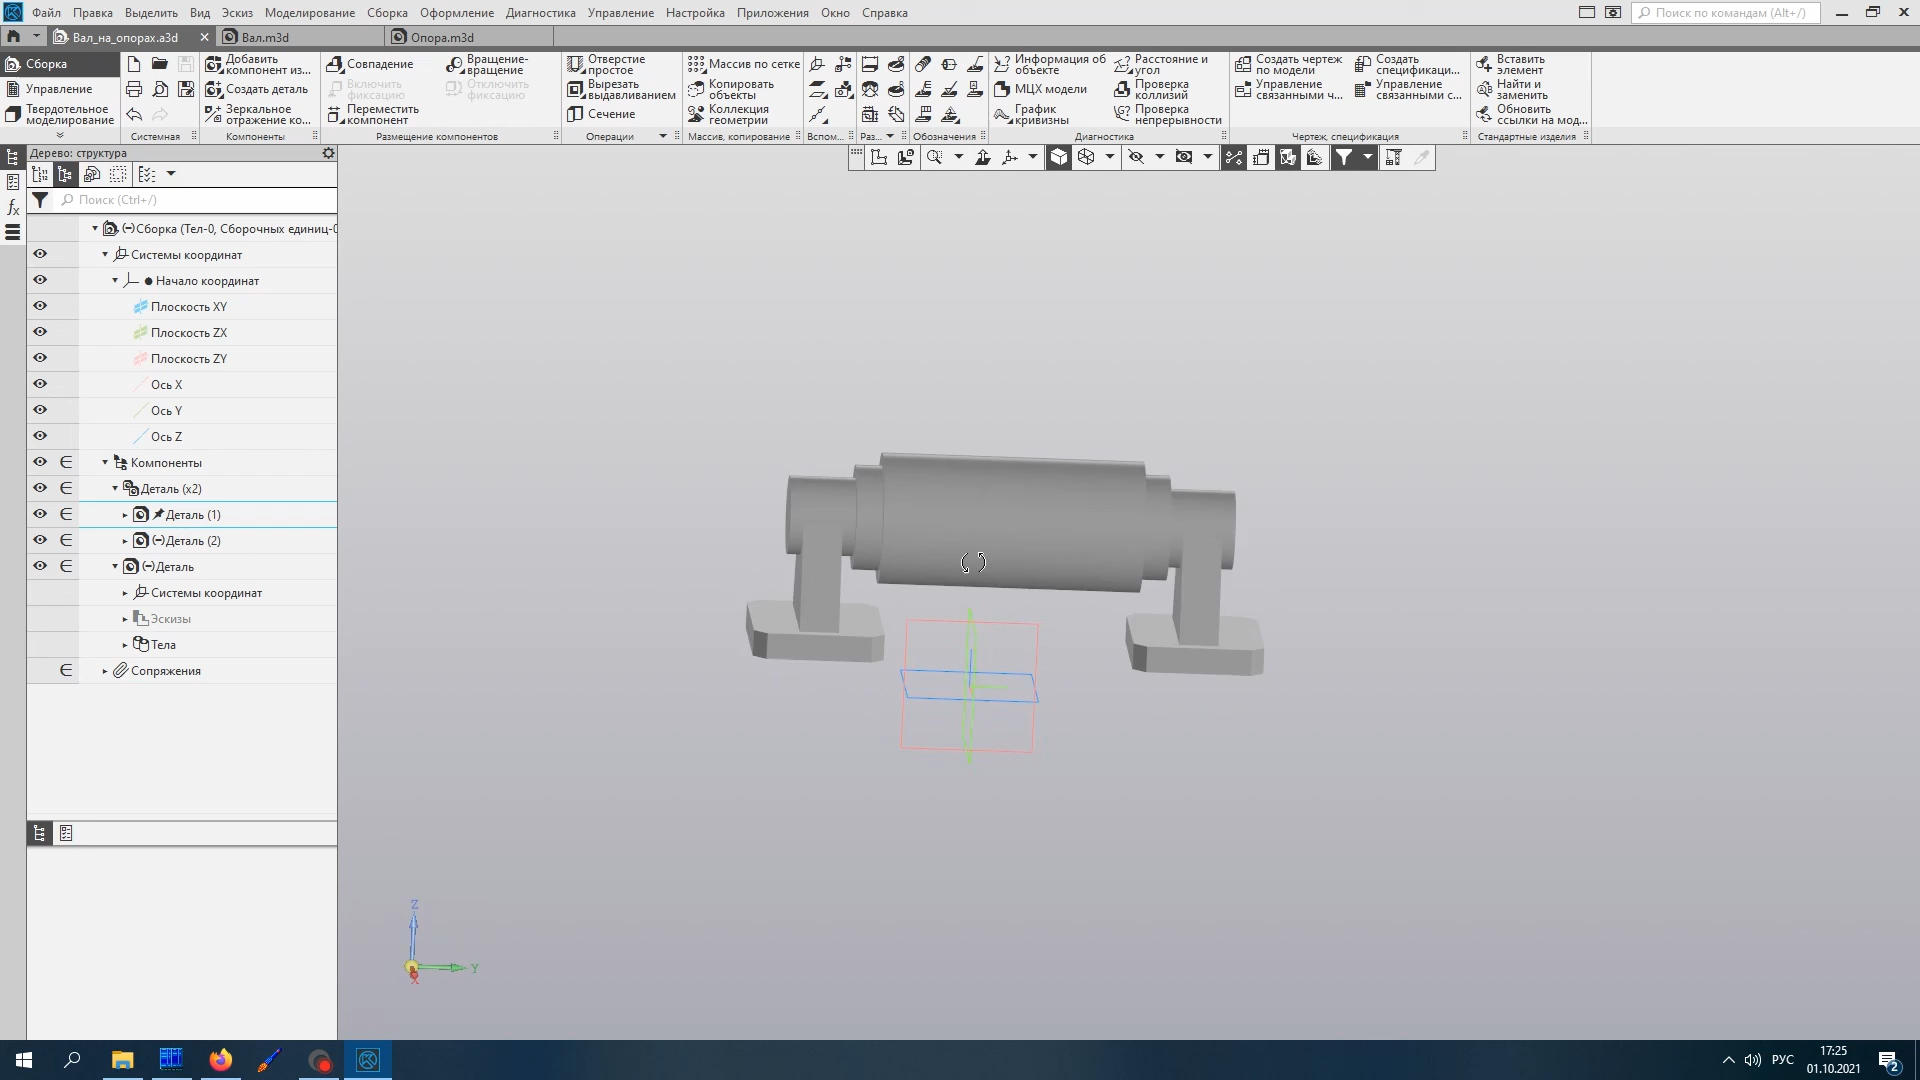 Файл Правка Выделить Вид Эскиз Моделирование Сборка Оформление Диагностика Управление Настройка Приложения Окно Справка
Поиск по командам (Alt+/)
Вал_на_опорах.a3d
Вал.m3d
Опора.m3d
Сборка
Управление
Твердотельное
моделирование
Системная
Добавить
компонент из...
Создать деталь
Зеркальное
отражение ко...
Компоненты
Совпадение
Включить
фиксацию
Переместить
компонент
Вращение-
вращение
Отключить
фиксацию
Размещение компонентов
Отверстие
простое
Вырезать
выдавливанием
Сечение
Операции
Массив по сетке
Копировать
объекты
Коллекция
геометрии
Массив, копирование
Вспом...
Раз...
Обозначения
Информация об
объекте
МЦХ модели
График
кривизны
Расстояние и
угол
Проверка
коллизий
Проверка
непрерывности
Диагностика
Создать чертеж
по модели
Управление
связанными ч...
Создать
спецификаци...
Управление
связанными с...
Чертеж, спецификация
Вставить
элемент
Найти и
заменить
Обновить
ссылки на мод...
Стандартные изделия
Дерево: структура
fx
Поиск (Ctrl+/)
(-)Сборка (Тел-0, Сборочных единиц-0
Системы координат
Начало координат
Плоскость XY
Плоскость ZX
Плоскость ZY
Ось X
Ось Y
Ось Z
Компоненты
Деталь (x2)
Деталь (1)
(-)Деталь (2)
(-)Деталь
Системы координат
Эскизы
Тела
Сопряжения
Z
Y
X
РУС
17:25
01.10.2021
2